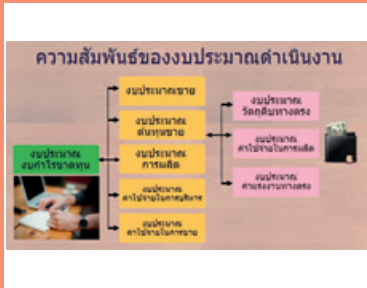 ความสัมพันธ์ของงบประมาณดำเนินงาน
งบประมาณขาย
งบประมาณ
ต้นทุนขาย
งบประมาณ
การผลิต
งบประมาณ
ค่าใช้จ่ายในการบริหาร
งบประมาณ
ค่าใช้จ่ายในการขาย
งบประมาณ
งบกำไรขาดทุน
งบประมาณ
วัตถุดิบทางตรง
งบประมาณ
ค่าใช้จ่ายในการผลิต
งบประมาณ
ค่าแรงงานทางตรง